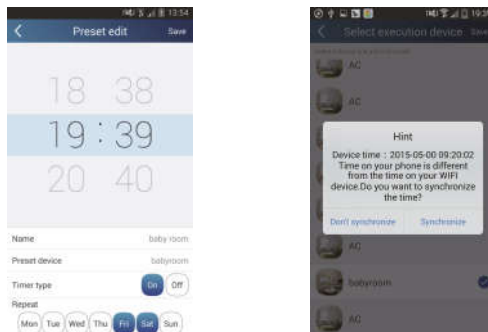 13:54
Preset edit
Save
18 38
19 : 39
20 40
Name
baby room
Preset device
babyroom
Timer type
On
Off
Repeat
Mon
Tue
Wed
Thu
Fri
Sat
Sun
Select execution device
Save
AC
AC
Hint
Device time : 2015-05-00 09:20:02
Time on your phone is different
from the time on your WIFI
device.Do you want to synchronize
the time?
Don't synchronize
Synchronize
AC
babyroom
AC